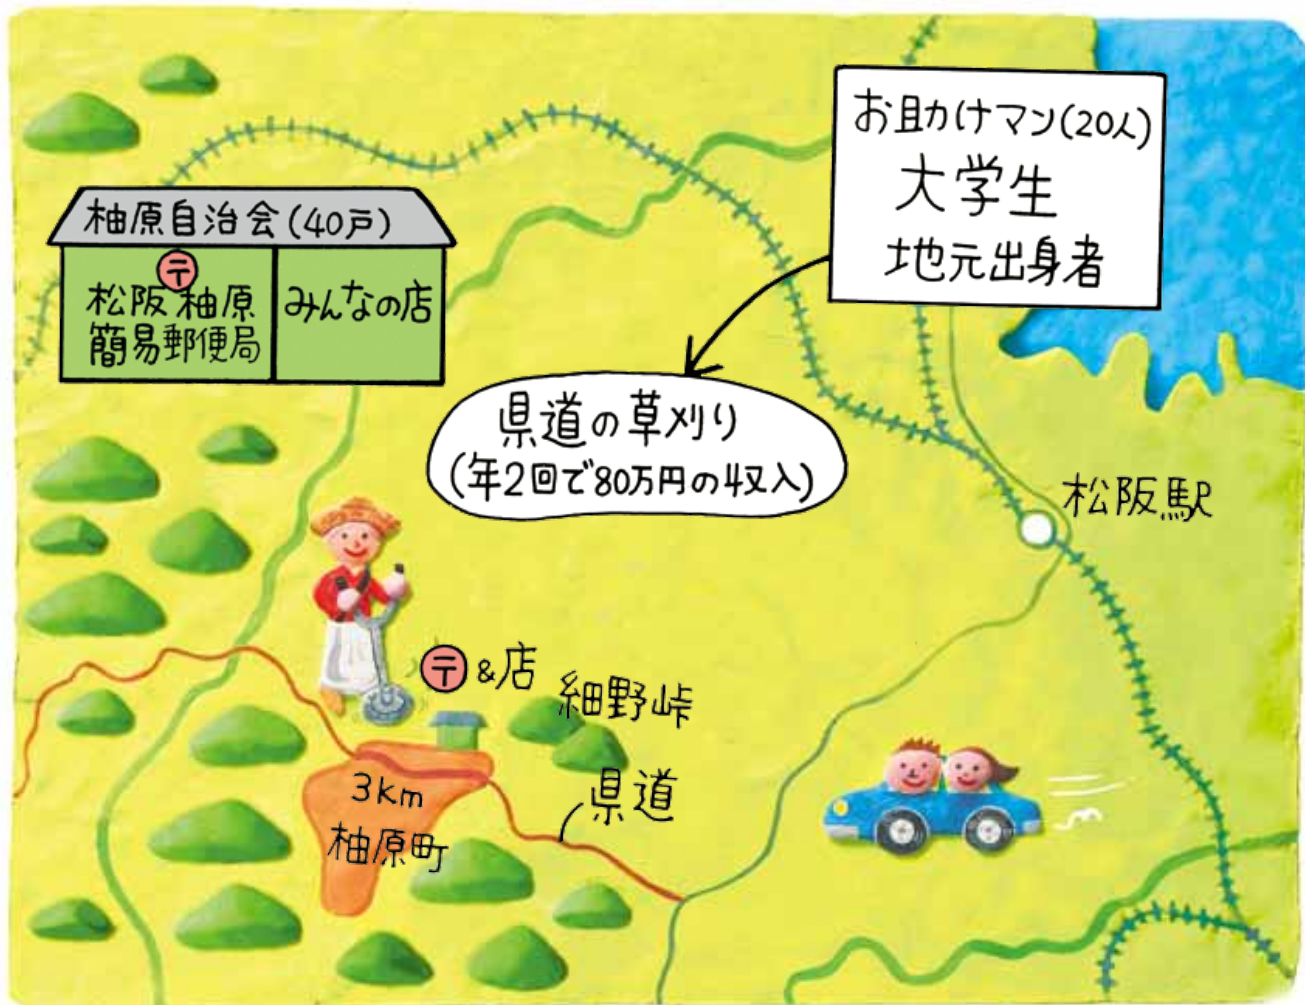 お助けマン(20人)
大学生
地元出身者
柚原自治会(40戸)
〒
松阪柚原
簡易郵便局
みんなの店
県道の草刈り
(年2回で80万円の収入)
松阪駅
〒&店
細野峠
県道
3km
柚原町